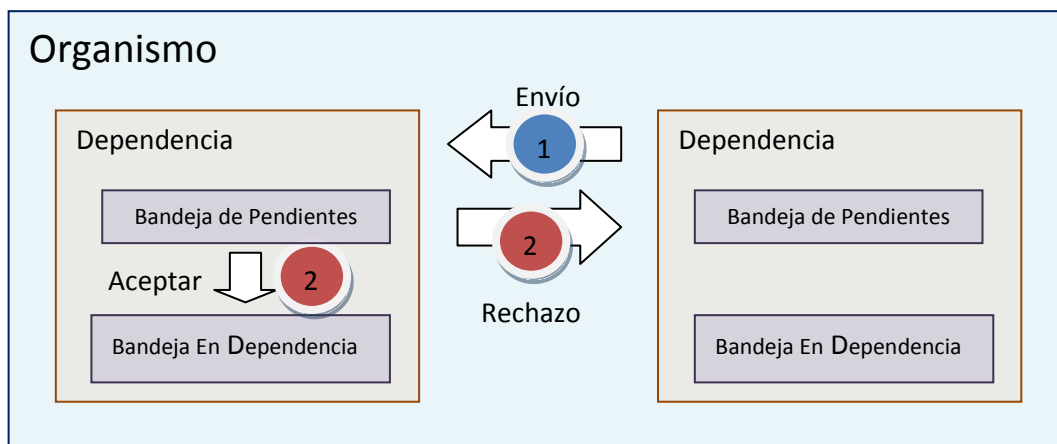 Organismo
Envío
Dependencia
1
Dependencia
Bandeja de Pendientes
Bandeja de Pendientes
2
Aceptar
2
Rechazo
Bandeja En Dependencia
Bandeja En Dependencia